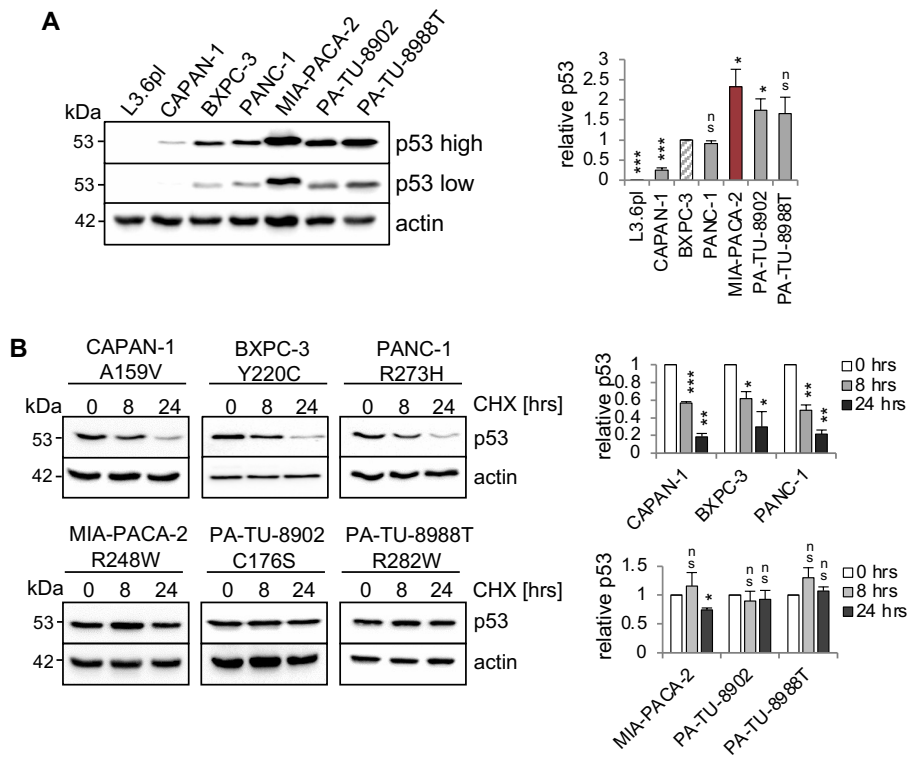 A
L3.6pl
CAPAN-1
BXPC-3
PANC-1
MIA-PACA-2
PA-TU-8902
PA-TU-8988T
kDa
53
p53 high
53
p53 low
42
actin
relative p53
3
2.5
2
1.5
1
0.5
0
***
***
ns
*
*
ns
L3.6pl
CAPAN-1
BXPC-3
PANC-1
MIA-PACA-2
PA-TU-8902
PA-TU-8988T
B
CAPAN-1 BXPC-3 PANC-1
A159V Y220C R273H
kDa 0 8 24 0 8 24 0 8 24 CHX [hrs]
53 p53
42 actin
relative p53
1
0.8
0.6
0.4
0.2
0
*** ** * * ** **
CAPAN-1
BXPC-3
PANC-1
0 hrs
8 hrs
24 hrs
MIA-PACA-2 PA-TU-8902 PA-TU-8988T
R248W C176S R282W
kDa 0 8 24 0 8 24 0 8 24 CHX [hrs]
53 p53
42 actin
relative p53
1.5
1
0.5
0
ns * ns ns ns ns
MIA-PACA-2
PA-TU-8902
PA-TU-8988T
0 hrs
8 hrs
24 hrs